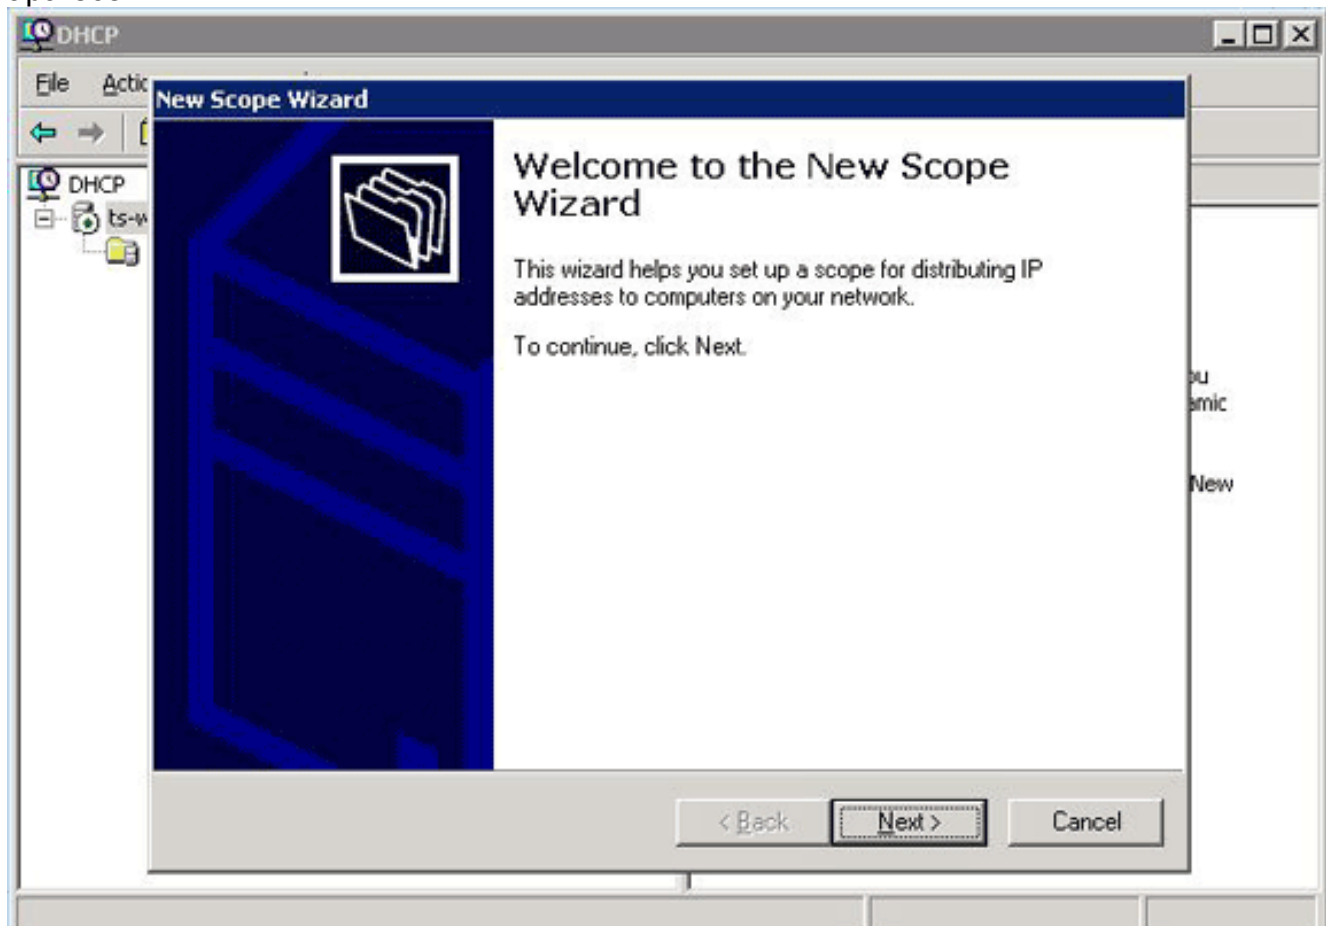 DHCP
File
New Scope Wizard
DHCP
Welcome to the New Scope
Wizard
This wizard helps you set up a scope for distributing IP
addresses to computers on your network.
To continue, click Next.
New
< Back
Next >
Cancel